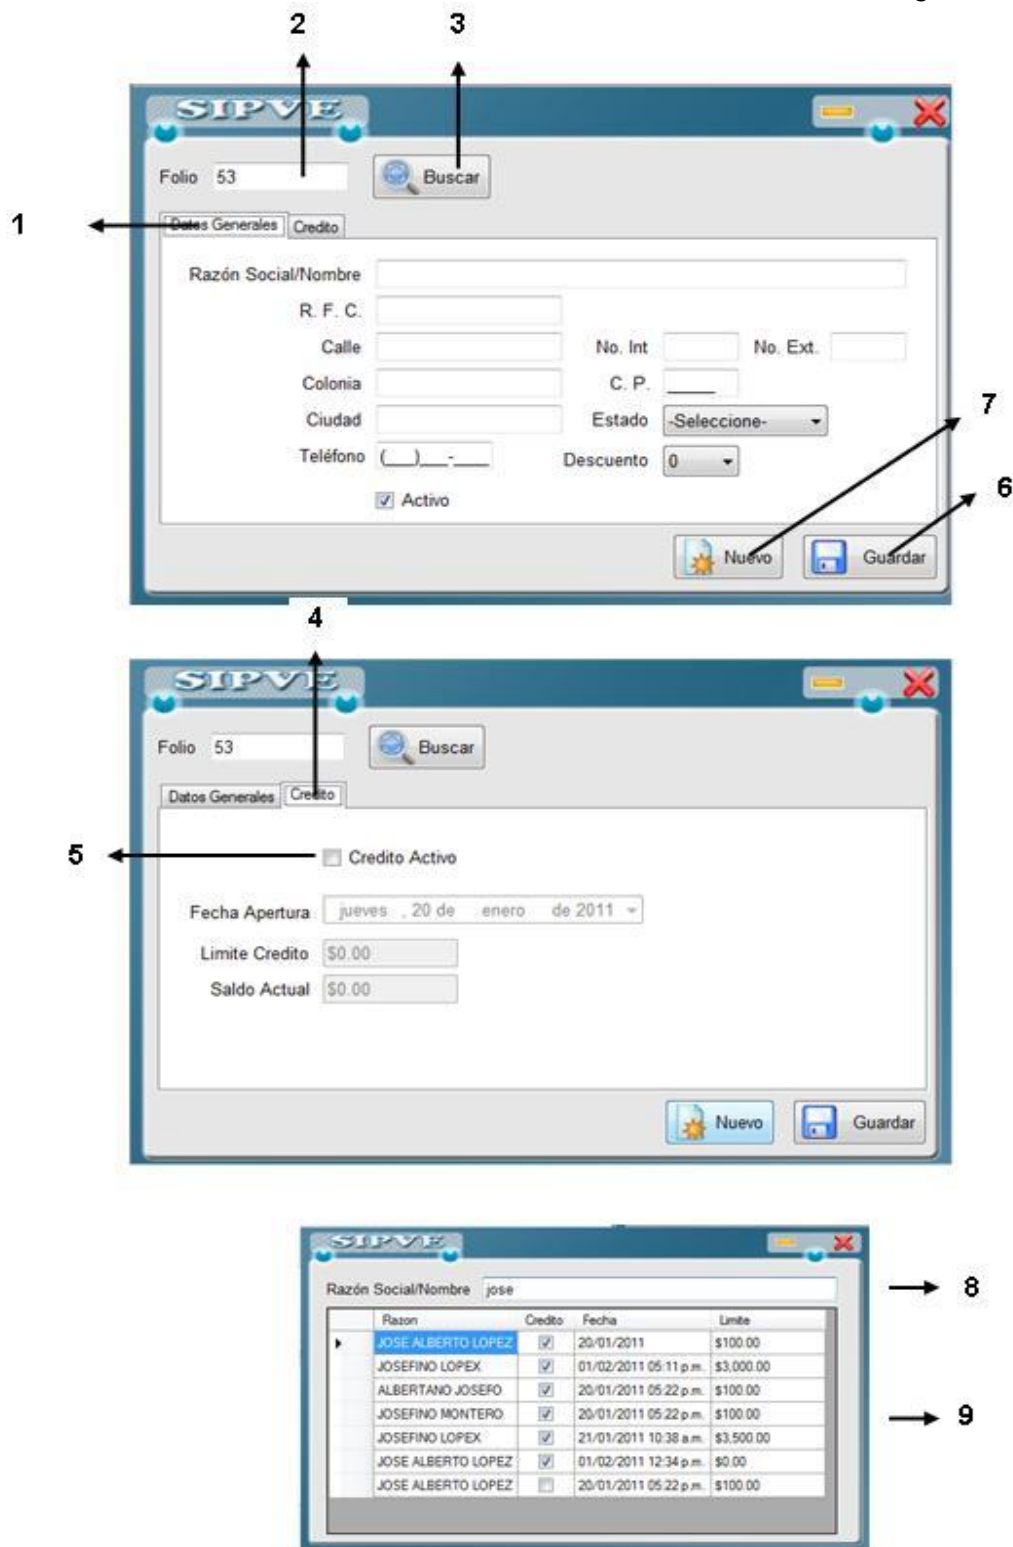 2 3
SIPVE
Folio 53 Buscar
1
Datos Generales Credito
Razón Social/Nombre
R. F. C.
Calle No. Int No. Ext.
Colonia C. P. _____
Ciudad Estado -Seleccione-
7
Teléfono (___)___-____ Descuento 0
Activo
6
Nuevo Guardar
4
SIPVE
Folio 53 Buscar
Datos Generales Credito
5 Credito Activo
Fecha Apertura jueves , 20 de enero de 2011
Limite Credito $0.00
Saldo Actual $0.00
Nuevo Guardar
SIPVE
Razón Social/Nombre jose 8
Razon Credito Fecha Limite
JOSE ALBERTO LOPEZ 20/01/2011 $100.00
JOSEFINO LOPEX 01/02/2011 05:11 p.m. $3,000.00
ALBERTANO JOSEFO 20/01/2011 05:22 p.m. $100.00
JOSEFINO MONTERO 20/01/2011 05:22 p.m. $100.00
9
JOSEFINO LOPEX 21/01/2011 10:38 a.m. $3,500.00
JOSE ALBERTO LOPEZ 01/02/2011 12:34 p.m. $0.00
JOSE ALBERTO LOPEZ 20/01/2011 05:22 p.m. $100.00